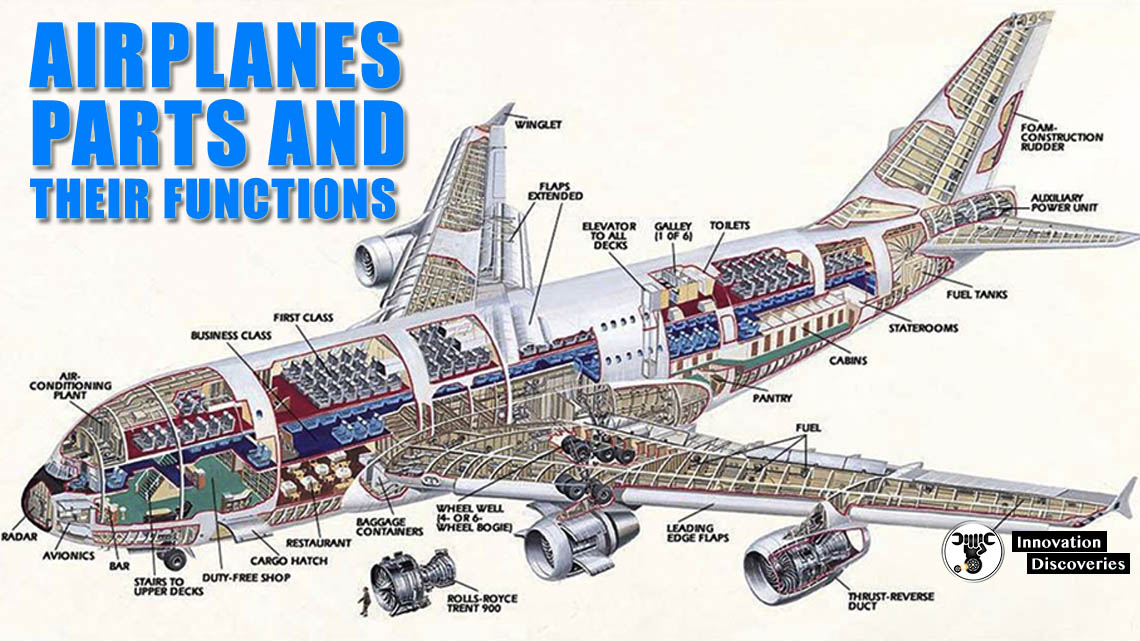 AIRPLANES
PARTS AND
THEIR FUNCTIONS
WINGLET
FLAPS
EXTENDED
ELEVATOR
TO ALL
DECKS
GALLEY
(1 OF 6)
TOILETS
FOAM-
CONSTRUCTION
RUDDER
AUXILIARY
POWER UNIT
FUEL TANKS
STATEROOMS
CABINS
PANTRY
FIRST CLASS
BUSINESS CLASS
AIR-
CONDITIONING
PLANT
FUEL
RADAR
AVIONICS
BAR
STAIRS TO
UPPER DECKS
DUTY-FREE SHOP
CARGO HATCH
RESTAURANT
BAGGAGE
CONTAINERS
WHEEL WELL
(4- OR 6-
WHEEL BOGIE)
LEADING
EDGE FLAPS
ROLLS-ROYCE
TRENT 900
THRUST-REVERSE
DUCT
Innovation
Discoveries